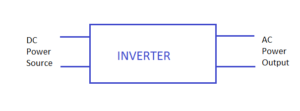 DC
Power
Source
INVERTER
AC
Power
Output